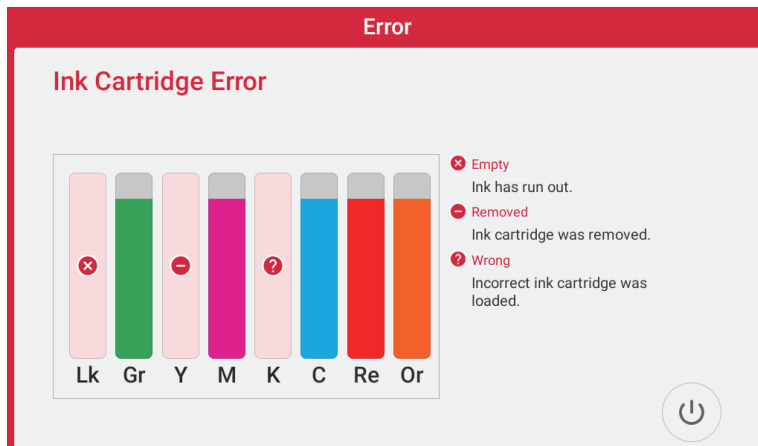 Error
Ink Cartridge Error
Empty
Ink has run out.
Removed
Ink cartridge was removed.
Wrong
Incorrect ink cartridge was
loaded.
Lk Gr Y M K C Re Or